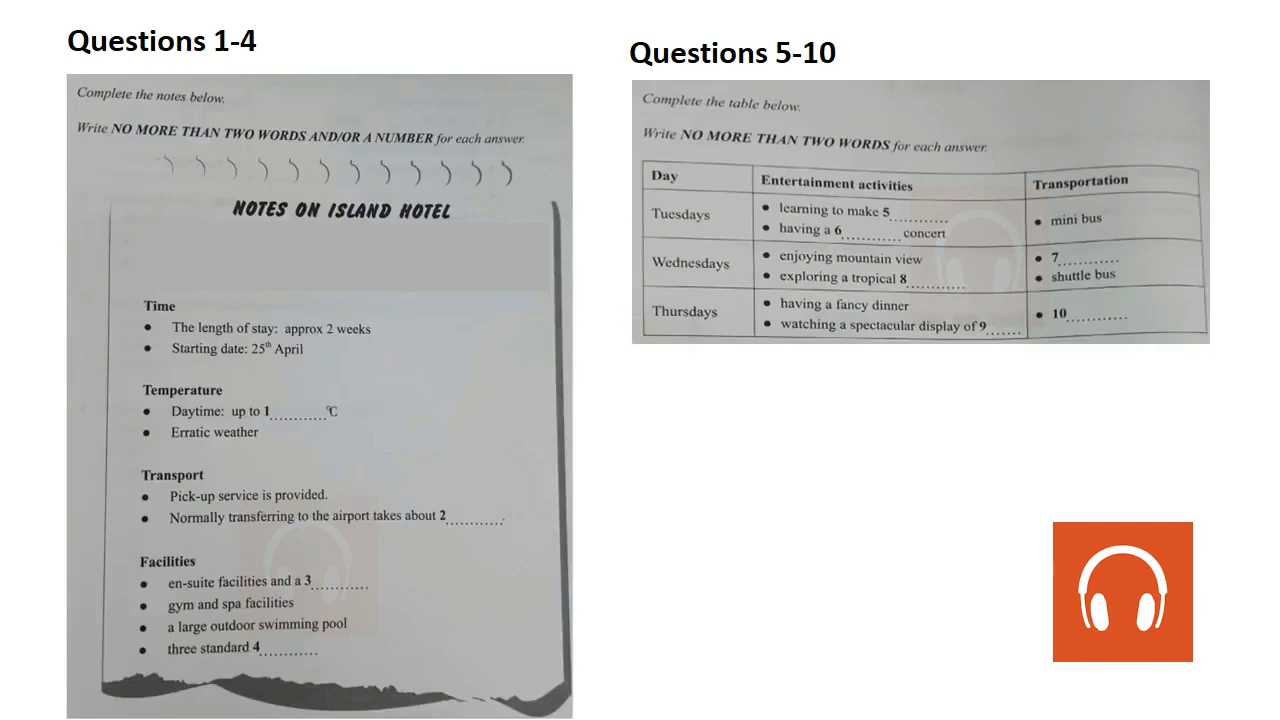 Questions 1-4
Complete the notes below.
Write NO MORE THAN TWO WORDS AND/OR A NUMBER for each answer.
NOTES ON ISLAND HOTEL
Time
• The length of stay: approx 2 weeks
• Starting date: 25th April
Temperature
• Daytime: up to 1............℃
• Erratic weather
Transport
• Pick-up service is provided.
• Normally transferring to the airport takes about 2............
Facilities
• en-suite facilities and a 3............
• gym and spa facilities
• a large outdoor swimming pool
• three standard 4............
Questions 5-10
Complete the table below.
Write NO MORE THAN TWO WORDS for each answer.
Day Entertainment activities Transportation
Tuesdays
• learning to make 5............
• having a 6............ concert
• mini bus
Wednesdays
• enjoying mountain view
• exploring a tropical 8............
• 7............
• shuttle bus
Thursdays
• having a fancy dinner
• watching a spectacular display of 9.......
• 10............